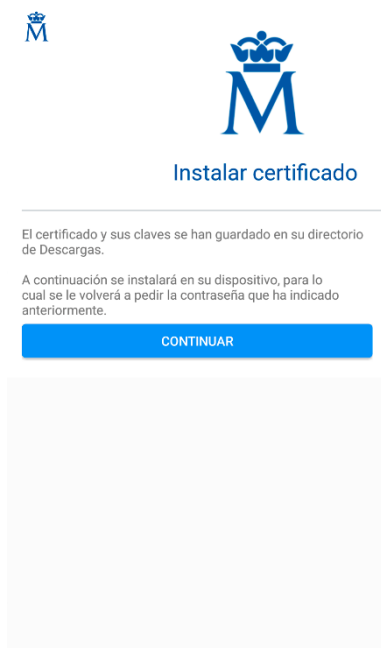 M
M
Instalar certificado
El certificado y sus claves se han guardado en su directorio
de Descargas.
A continuación se instalará en su dispositivo, para lo
cual se le volverá a pedir la contraseña que ha indicado
anteriormente.
CONTINUAR